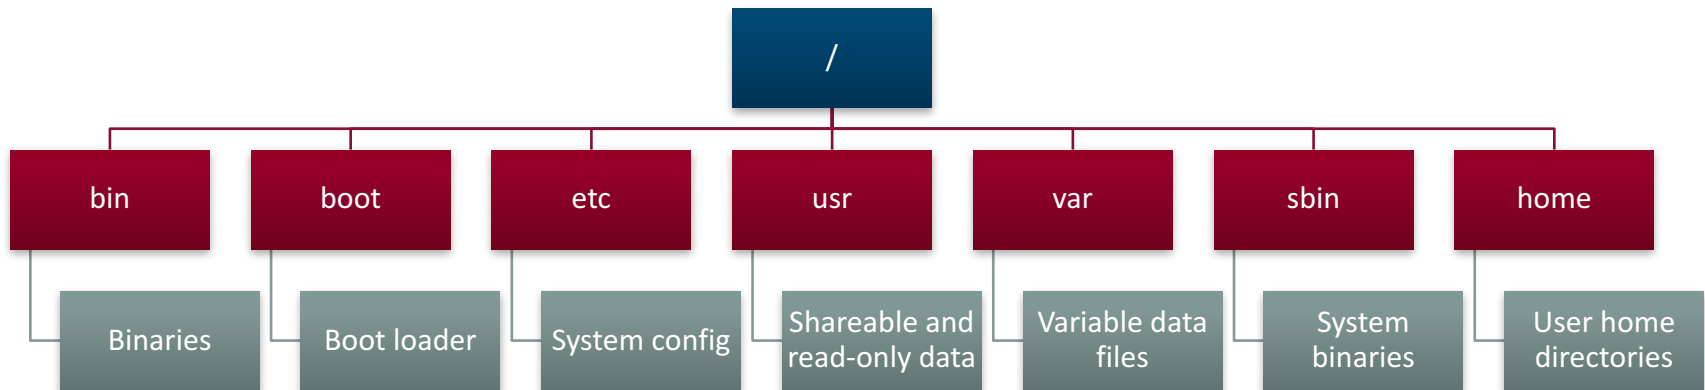 /
bin
boot
etc
usr
var
sbin
home
Binaries
Boot loader
System config
Shareable and
read-only data
Variable data
files
System
binaries
User home
directories